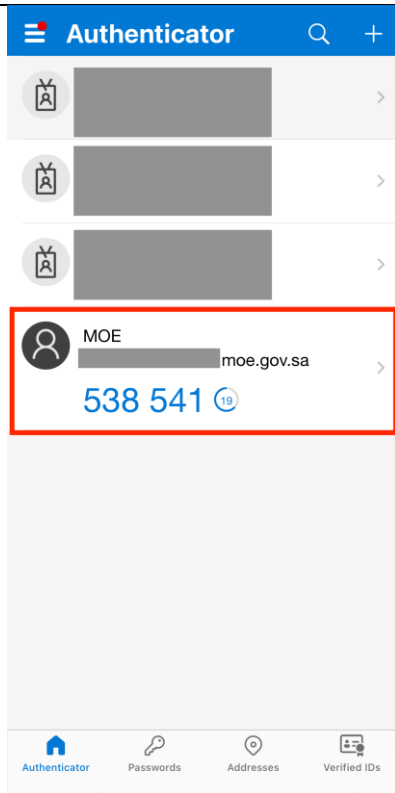 Authenticator
MOE
moe.gov.sa
538 541 19
Authenticator Passwords Addresses Verified IDs